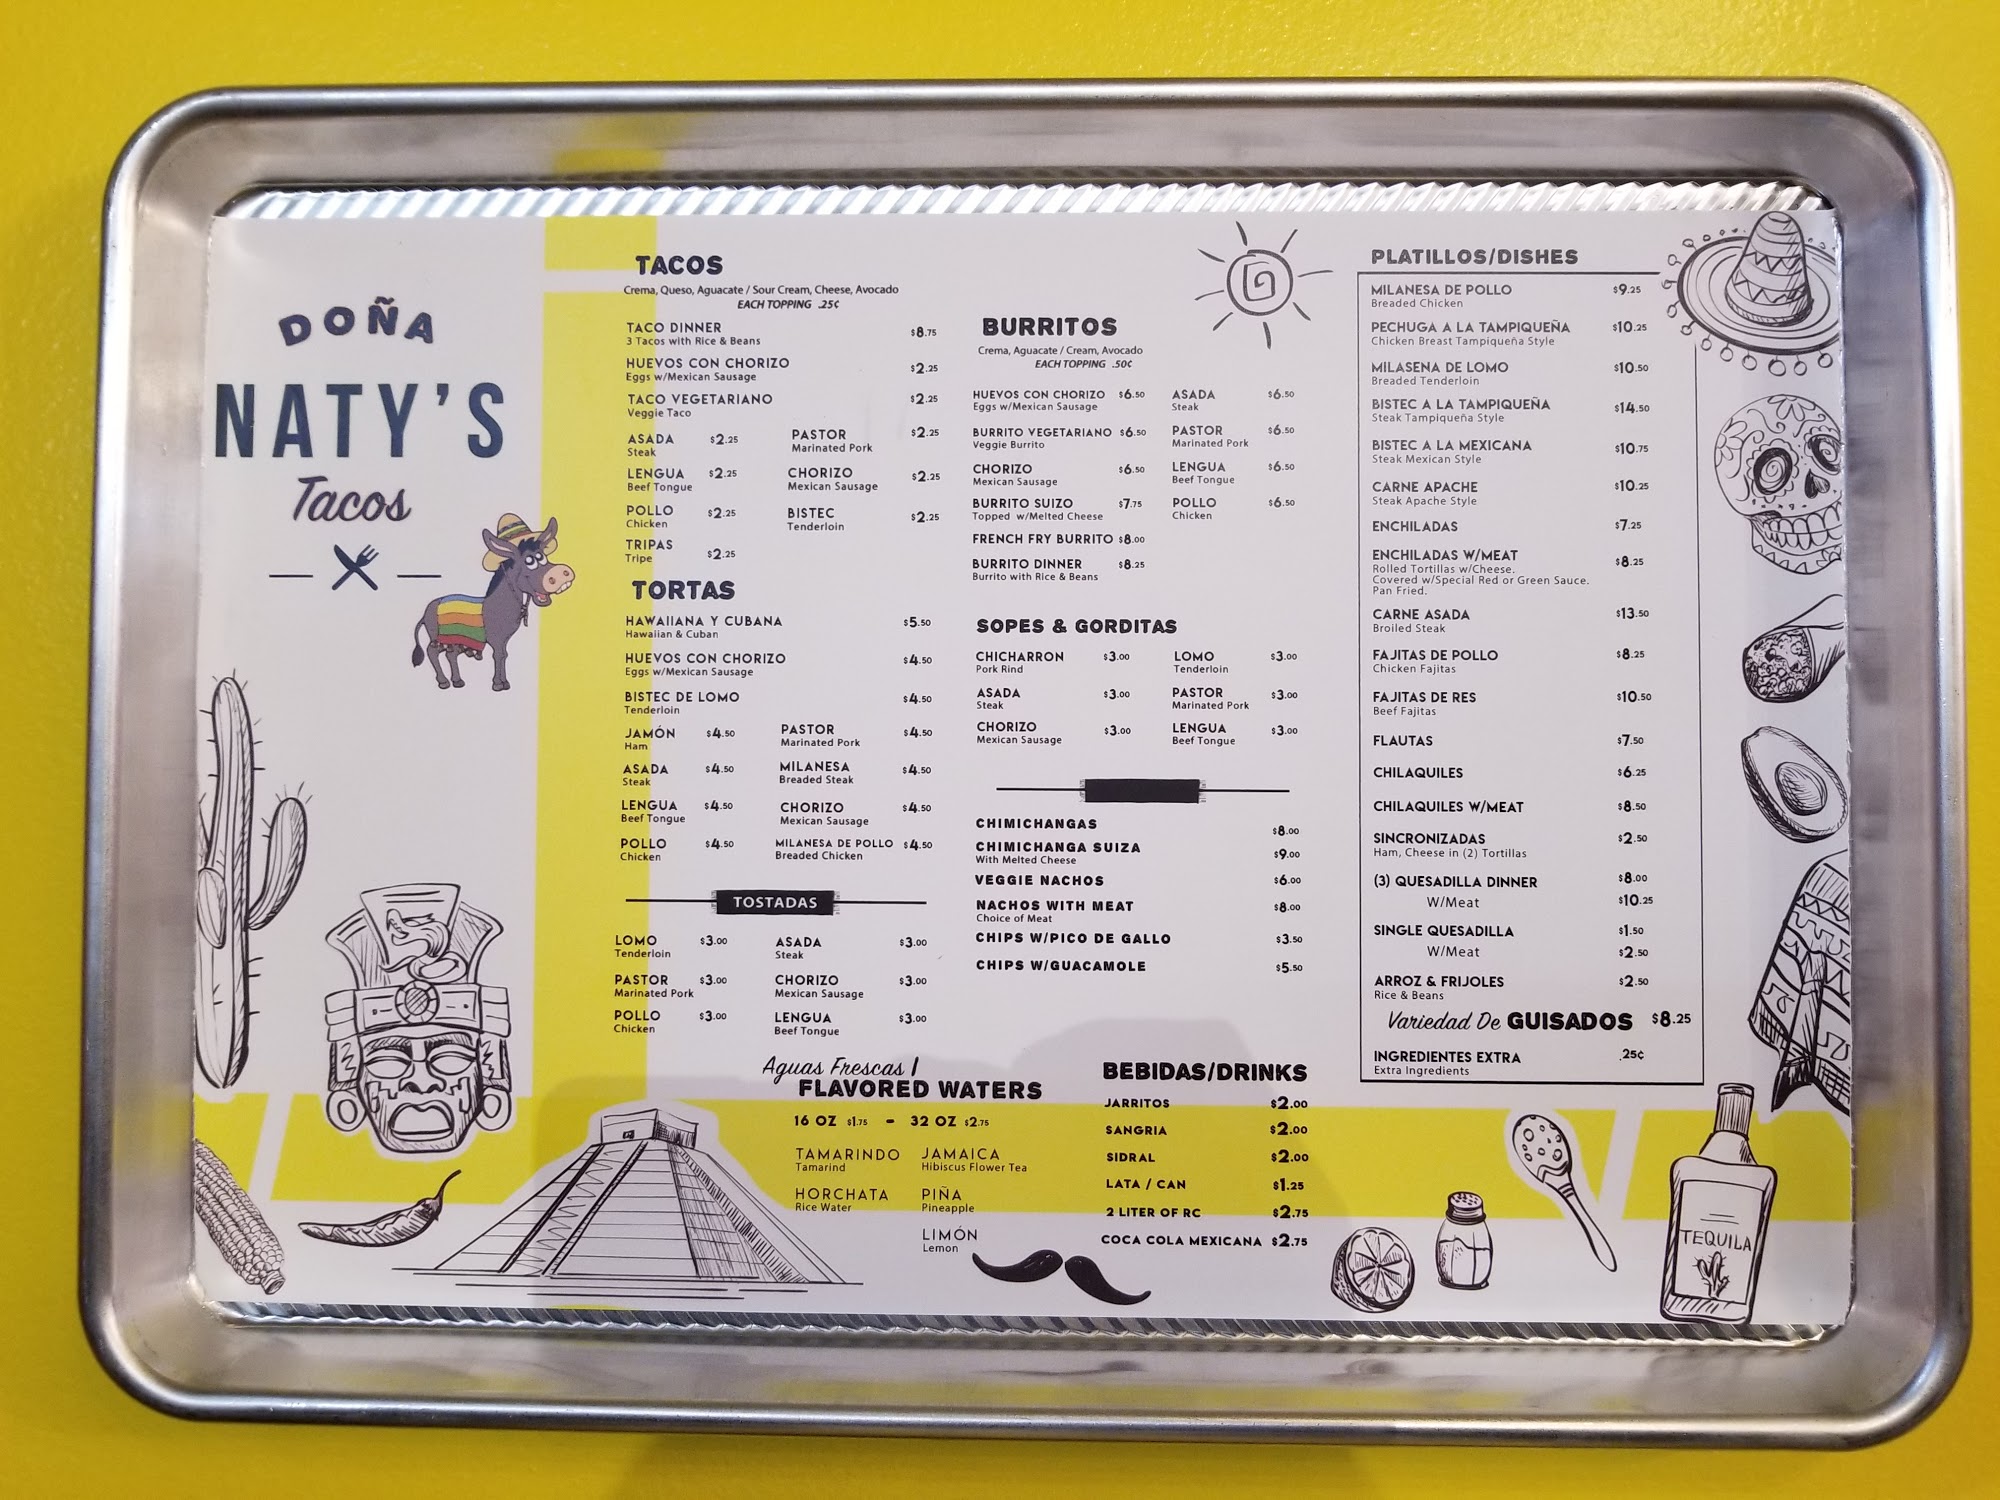 DOÑA
NATY'S
Tacos
TACOS
Crema, Queso, Aguacate / Sour Cream, Cheese, Avocado
EACH TOPPING .25¢
TACO DINNER $8.75
3 Tacos with Rice & Beans
HUEVOS CON CHORIZO $2.25
Eggs w/Mexican Sausage
TACO VEGETARIANO $2.25
Veggie Taco
ASADA $2.25 PASTOR $2.25
Steak Marinated Pork
LENGUA $2.25 CHORIZO $2.25
Beef Tongue Mexican Sausage
POLLO $2.25 BISTEC $2.25
Chicken Tenderloin
TRIPAS $2.25
Tripe
TORTAS
HAWAIIANA Y CUBANA $5.50
Hawaiian & Cuban
HUEVOS CON CHORIZO $4.50
Eggs w/Mexican Sausage
BISTEC DE LOMO $4.50
Tenderloin
JAMÓN $4.50 PASTOR $4.50
Ham Marinated Pork
ASADA $4.50 MILANESA $4.50
Steak Breaded Steak
LENGUA $4.50 CHORIZO $4.50
Beef Tongue Mexican Sausage
POLLO $4.50 MILANESA DE POLLO $4.50
Chicken Breaded Chicken
TOSTADAS
LOMO $3.00 ASADA $3.00
Tenderloin Steak
PASTOR $3.00 CHORIZO $3.00
Marinated Pork Mexican Sausage
POLLO $3.00 LENGUA $3.00
Chicken Beef Tongue
BURRITOS
Crema, Aguacate / Cream, Avocado
EACH TOPPING .50¢
HUEVOS CON CHORIZO $6.50 ASADA $6.50
Eggs w/Mexican Sausage Steak
BURRITO VEGETARIANO $6.50 PASTOR $6.50
Veggie Burrito Marinated Pork
CHORIZO $6.50 LENGUA $6.50
Mexican Sausage Beef Tongue
BURRITO SUIZO $7.75 POLLO $6.50
Topped w/Melted Cheese Chicken
FRENCH FRY BURRITO $8.00
BURRITO DINNER $8.25
Burrito with Rice & Beans
SOPES & GORDITAS
CHICHARRON $3.00 LOMO $3.00
Pork Rind Tenderloin
ASADA $3.00 PASTOR $3.00
Steak Marinated Pork
CHORIZO $3.00 LENGUA $3.00
Mexican Sausage Beef Tongue
CHIMICHANGAS $8.00
CHIMICHANGA SUIZA $9.00
With Melted Cheese
VEGGIE NACHOS $6.00
NACHOS WITH MEAT $8.00
Choice of Meat
CHIPS W/PICO DE GALLO $3.50
CHIPS W/GUACAMOLE $5.50
Aguas Frescas /
FLAVORED WATERS
16 OZ $1.75 - 32 OZ $2.75
TAMARINDO JAMAICA
Tamarind Hibiscus Flower Tea
HORCHATA PIÑA
Rice Water Pineapple
LIMÓN
Lemon
BEBIDAS/DRINKS
JARRITOS $2.00
SANGRIA $2.00
SIDRAL $2.00
LATA / CAN $1.25
2 LITER OF RC $2.75
COCA COLA MEXICANA $2.75
PLATILLOS/DISHES
MILANESA DE POLLO $9.25
Breaded Chicken
PECHUGA A LA TAMPIQUEÑA $10.25
Chicken Breast Tampiqueña Style
MILASENA DE LOMO $10.50
Breaded Tenderloin
BISTEC A LA TAMPIQUEÑA $14.50
Steak Tampiqueña Style
BISTEC A LA MEXICANA $10.75
Steak Mexican Style
CARNE APACHE $10.25
Steak Apache Style
ENCHILADAS $7.25
ENCHILADAS W/MEAT $8.25
Rolled Tortillas w/Cheese.
Covered w/Special Red or Green Sauce.
Pan Fried.
CARNE ASADA $13.50
Broiled Steak
FAJITAS DE POLLO $8.25
Chicken Fajitas
FAJITAS DE RES $10.50
Beef Fajitas
FLAUTAS $7.50
CHILAQUILES $6.25
CHILAQUILES W/MEAT $8.50
SINCRONIZADAS $2.50
Ham, Cheese in (2) Tortillas
(3) QUESADILLA DINNER $8.00
W/Meat $10.25
SINGLE QUESADILLA $1.50
W/Meat $2.50
ARROZ & FRIJOLES $2.50
Rice & Beans
Variedad De GUISADOS $8.25
INGREDIENTES EXTRA .25¢
Extra Ingredients
TEQUILA